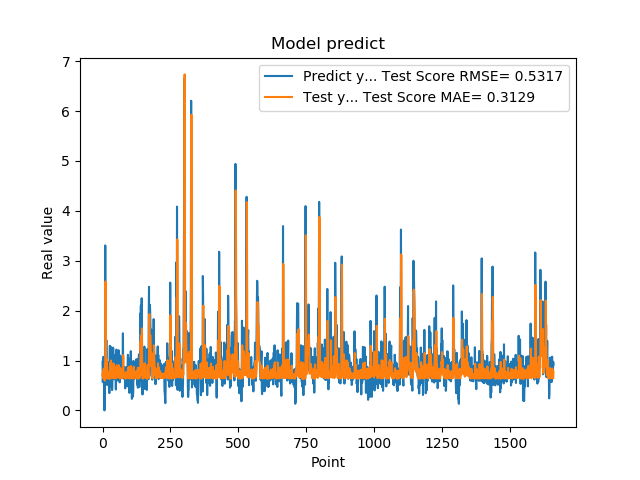 Model predict
Predict y... Test Score RMSE= 0.5317
Test y... Test Score MAE= 0.3129
Real value
7
6
5
4
3
2
1
0
0 250 500 750 1000 1250 1500
Point